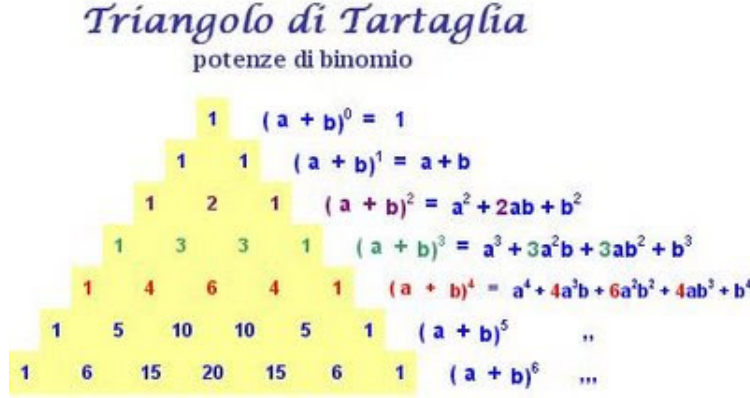 Triangolo di Tartaglia
potenze di binomio
1 (a + b)⁰ = 1
1 1 (a + b)¹ = a + b
1 2 1 (a + b)² = a² + 2ab + b²
1 3 3 1 (a + b)³ = a³ + 3a²b + 3ab² + b³
1 4 6 4 1 (a + b)⁴ = a⁴ + 4a³b + 6a²b² + 4ab³ + b⁴
1 5 10 10 5 1 (a + b)⁵ ,,
1 6 15 20 15 6 1 (a + b)⁶ ,,,